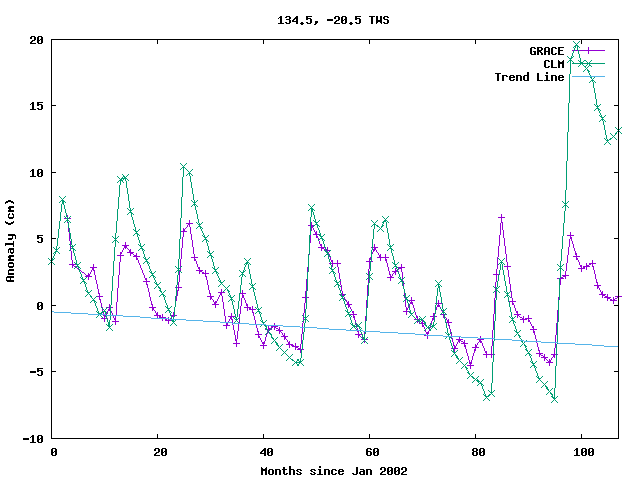 134.5, -20.5 TWS
GRACE
CLM
Trend Line
20
15
10
5
0
-5
-10
Anomaly (cm)
0 20 40 60 80 100
Months since Jan 2002